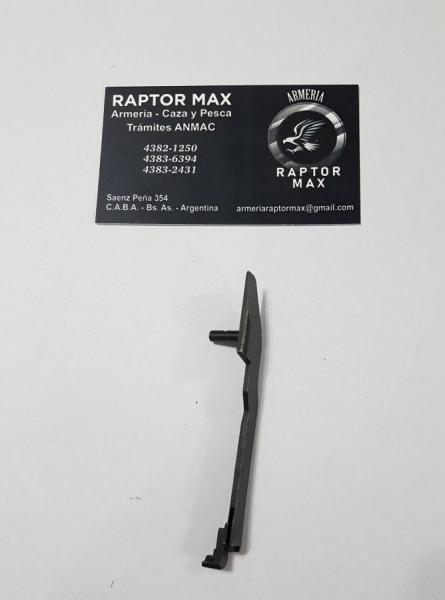 RAPTOR MAX
Armería - Caza y Pesca
Trámites ANMAC
4382-1250
4383-6394
4383-2431
Saenz Peña 354
C.A.B.A. - Bs. As. - Argentina
ARMERIA
RAPTOR
MAX
armeriaraptormax@gmail.com